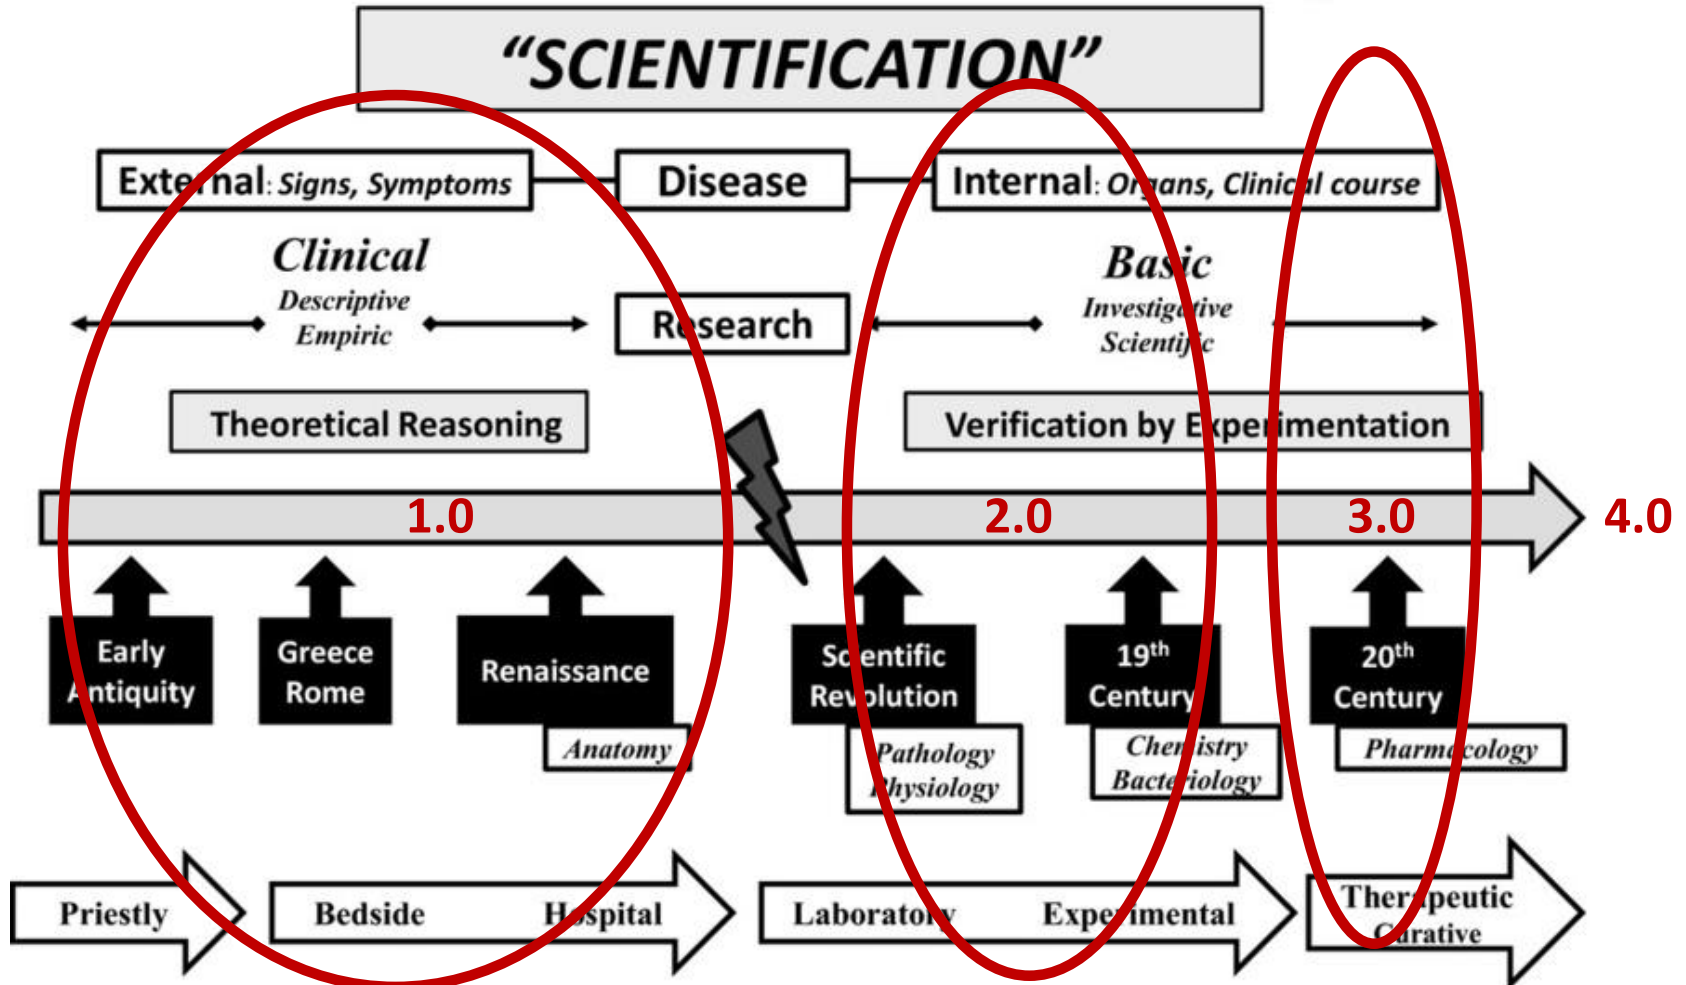 “SCIENTIFICATION”
External: Signs, Symptoms
Disease
Internal: Organs, Clinical course
Clinical
Descriptive
Empiric
Research
Basic
Investigative
Scientific
Theoretical Reasoning
Verification by Experimentation
1.0
2.0
3.0
4.0
Early
Antiquity
Greece
Rome
Renaissance
Anatomy
Scientific
Revolution
Pathology
Physiology
19th
Century
Chemistry
Bacteriology
20th
Century
Pharmacology
Priestly
Bedside
Hospital
Laboratory
Experimental
Therapeutic
Curative